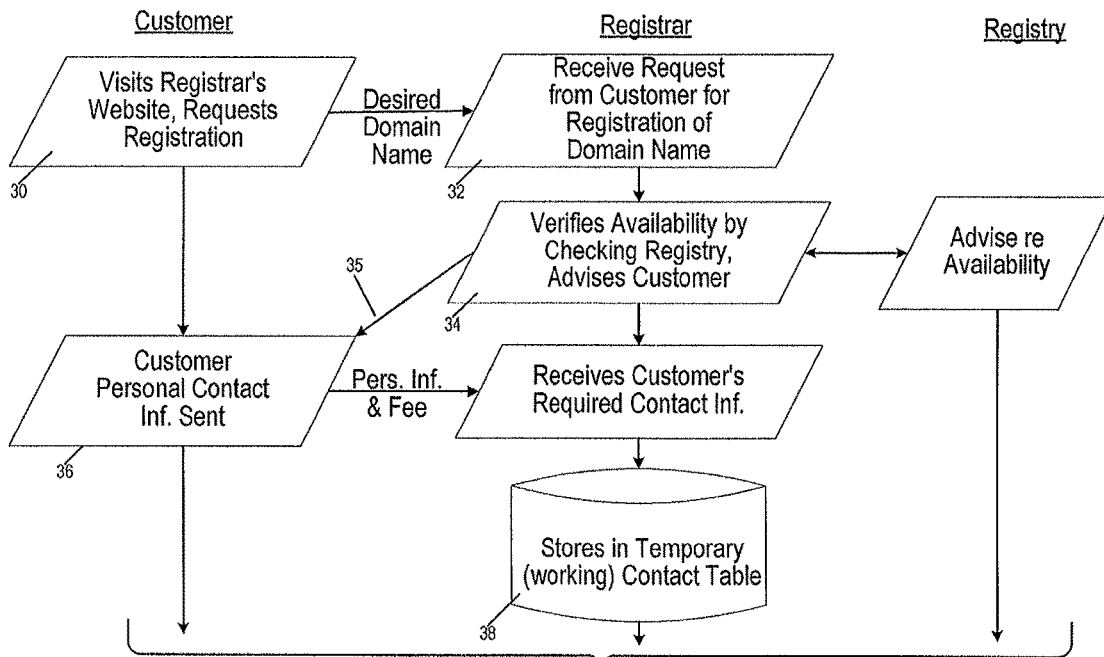 Customer
Registrar
Registry
Visits Registrar's
Website, Requests
Registration
30
Desired
Domain
Name
Receive Request
from Customer for
Registration of
Domain Name
32
Verifies Availability by
Checking Registry,
Advises Customer
34
Advise re
Availability
35
Customer
Personal Contact
Inf. Sent
36
Pers. Inf.
& Fee
Receives Customer's
Required Contact Inf.
Stores in Temporary
(working) Contact Table
38